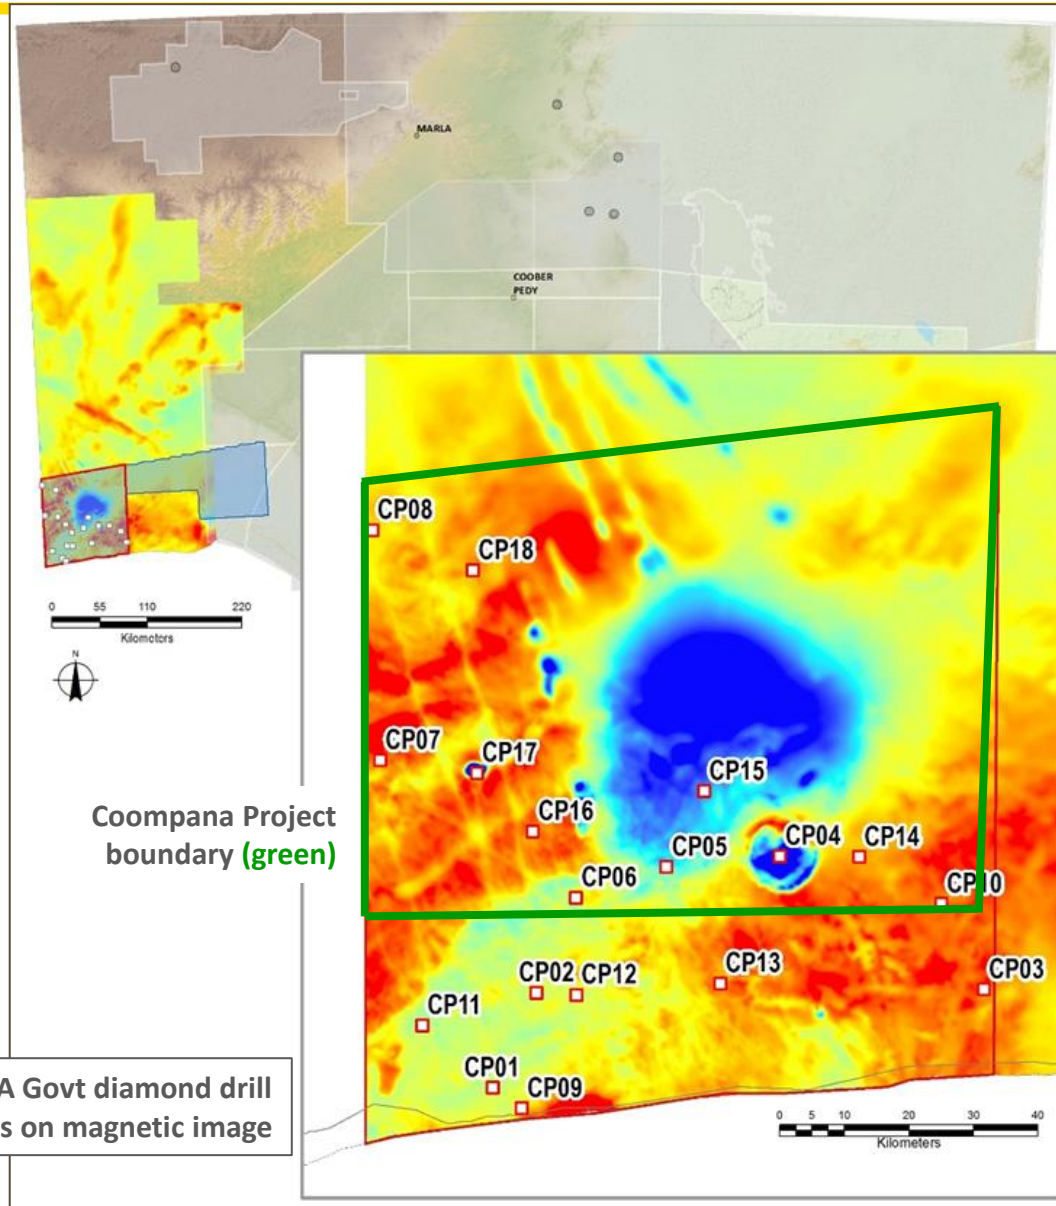 MARLA
COOBER
PEDY
0 55 110 220
Kilometers
N
CP08
CP18
CP07
CP17
CP15
CP16
Coompana Project
boundary (green)
CP04
CP14
CP05
CP06
CP10
CP13
CP03
CP02
CP12
CP11
CP01
CP09
A Govt diamond drill
s on magnetic image
0 5 10 20 30 40
Kilometers